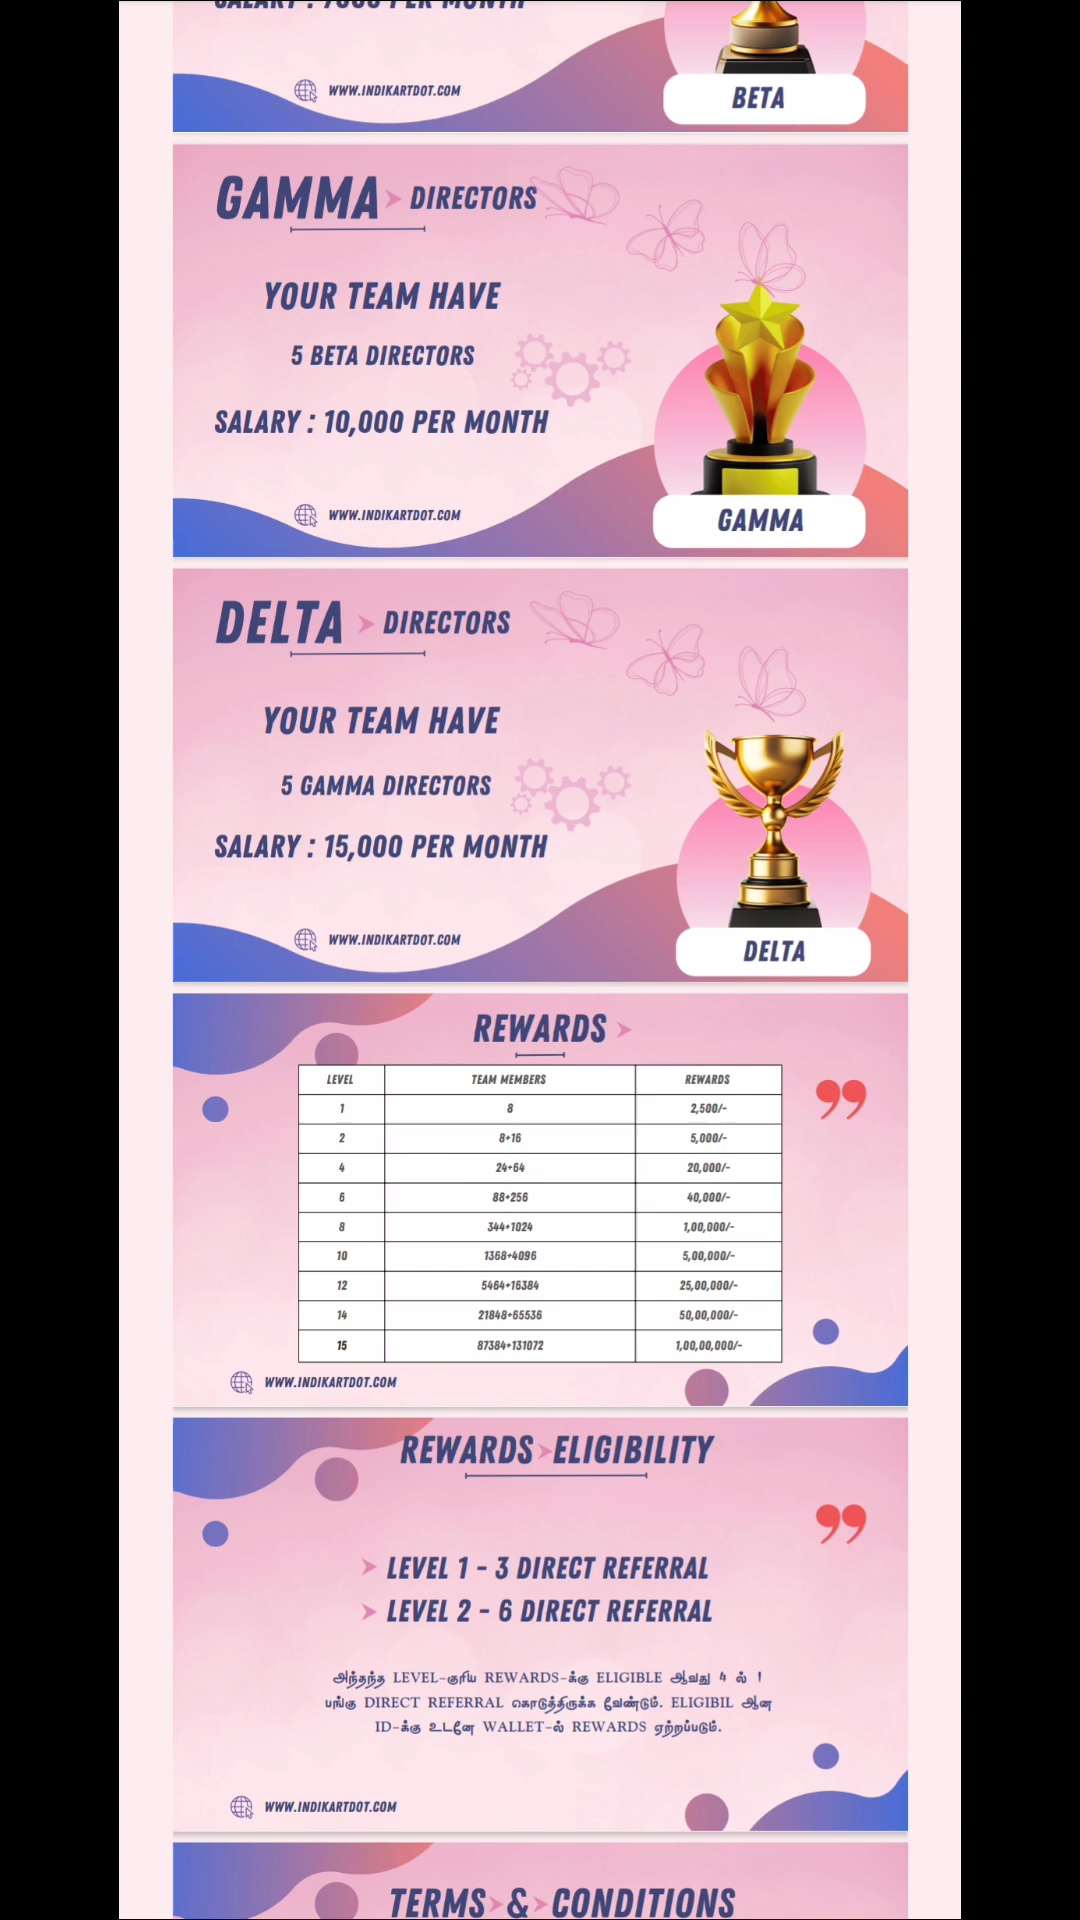 SALARY : 7000 PER MONTH
WWW.INDIKARTDOT.COM
BETA
GAMMA DIRECTORS
YOUR TEAM HAVE
5 BETA DIRECTORS
SALARY : 10,000 PER MONTH
WWW.INDIKARTDOT.COM
GAMMA
DELTA DIRECTORS
YOUR TEAM HAVE
5 GAMMA DIRECTORS
SALARY : 15,000 PER MONTH
WWW.INDIKARTDOT.COM
DELTA
REWARDS
LEVEL TEAM MEMBERS REWARDS
1 8 2,500/-
2 8+16 5,000/-
4 24+64 20,000/-
6 88+256 40,000/-
8 344+1024 1,00,000/-
10 1368+4096 5,00,000/-
12 5464+16384 25,00,000/-
14 21848+65536 50,00,000/-
15 87384+131072 1,00,00,000/-
WWW.INDIKARTDOT.COM
REWARDS ELIGIBILITY
LEVEL 1 - 3 DIRECT REFERRAL
LEVEL 2 - 6 DIRECT REFERRAL
அந்தந்த LEVEL-குரிய REWARDS-க்கு ELIGIBLE ஆவது 4 ல் !
பங்கு DIRECT REFERRAL கொடுத்திருக்க வேண்டும். ELIGIBIL ஆன
ID-க்கு உடனே WALLET-ல் REWARDS ஏற்றப்படும்.
WWW.INDIKARTDOT.COM
TERMS & CONDITIONS